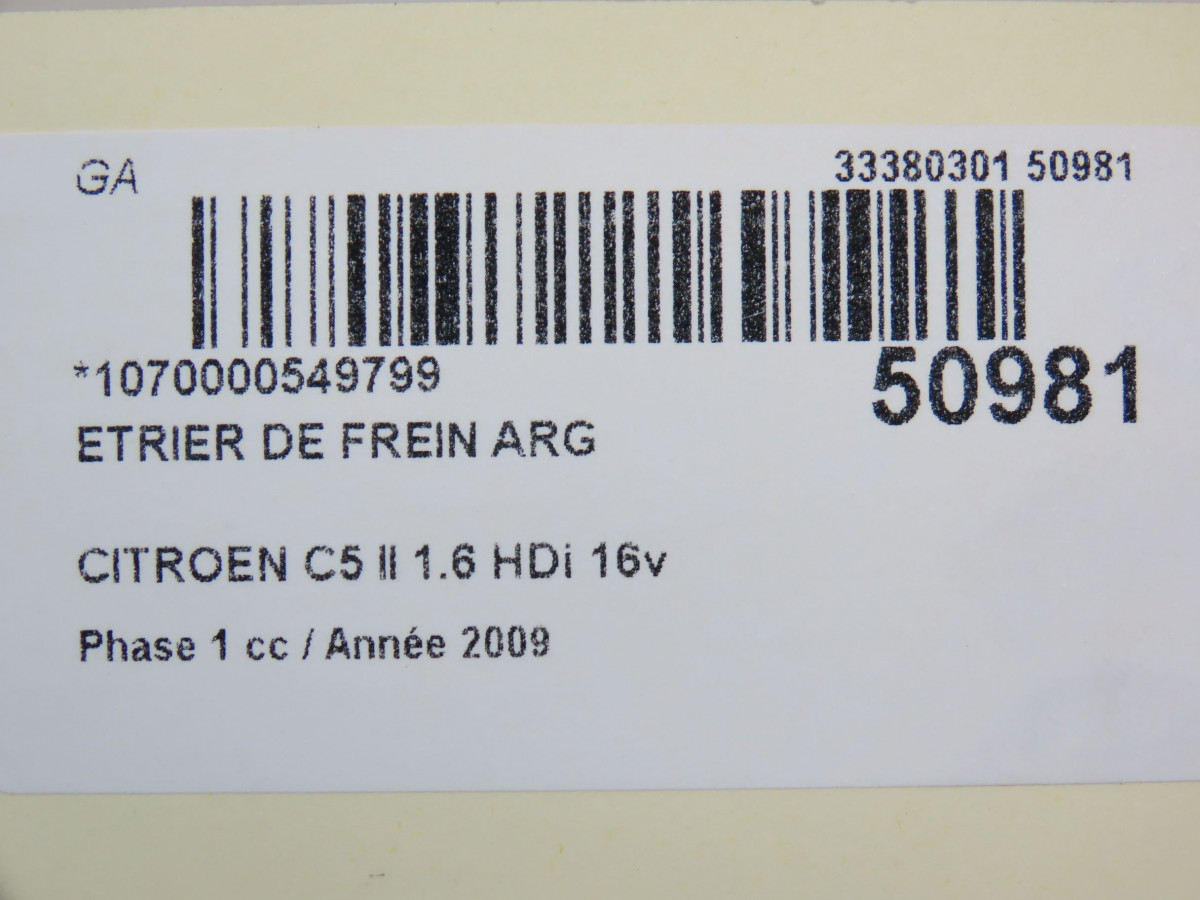 GA
33380301 50981
*1070000549799
50981
ETRIER DE FREIN ARG
CITROEN C5 II 1.6 HDi 16v
Phase 1 cc / Année 2009